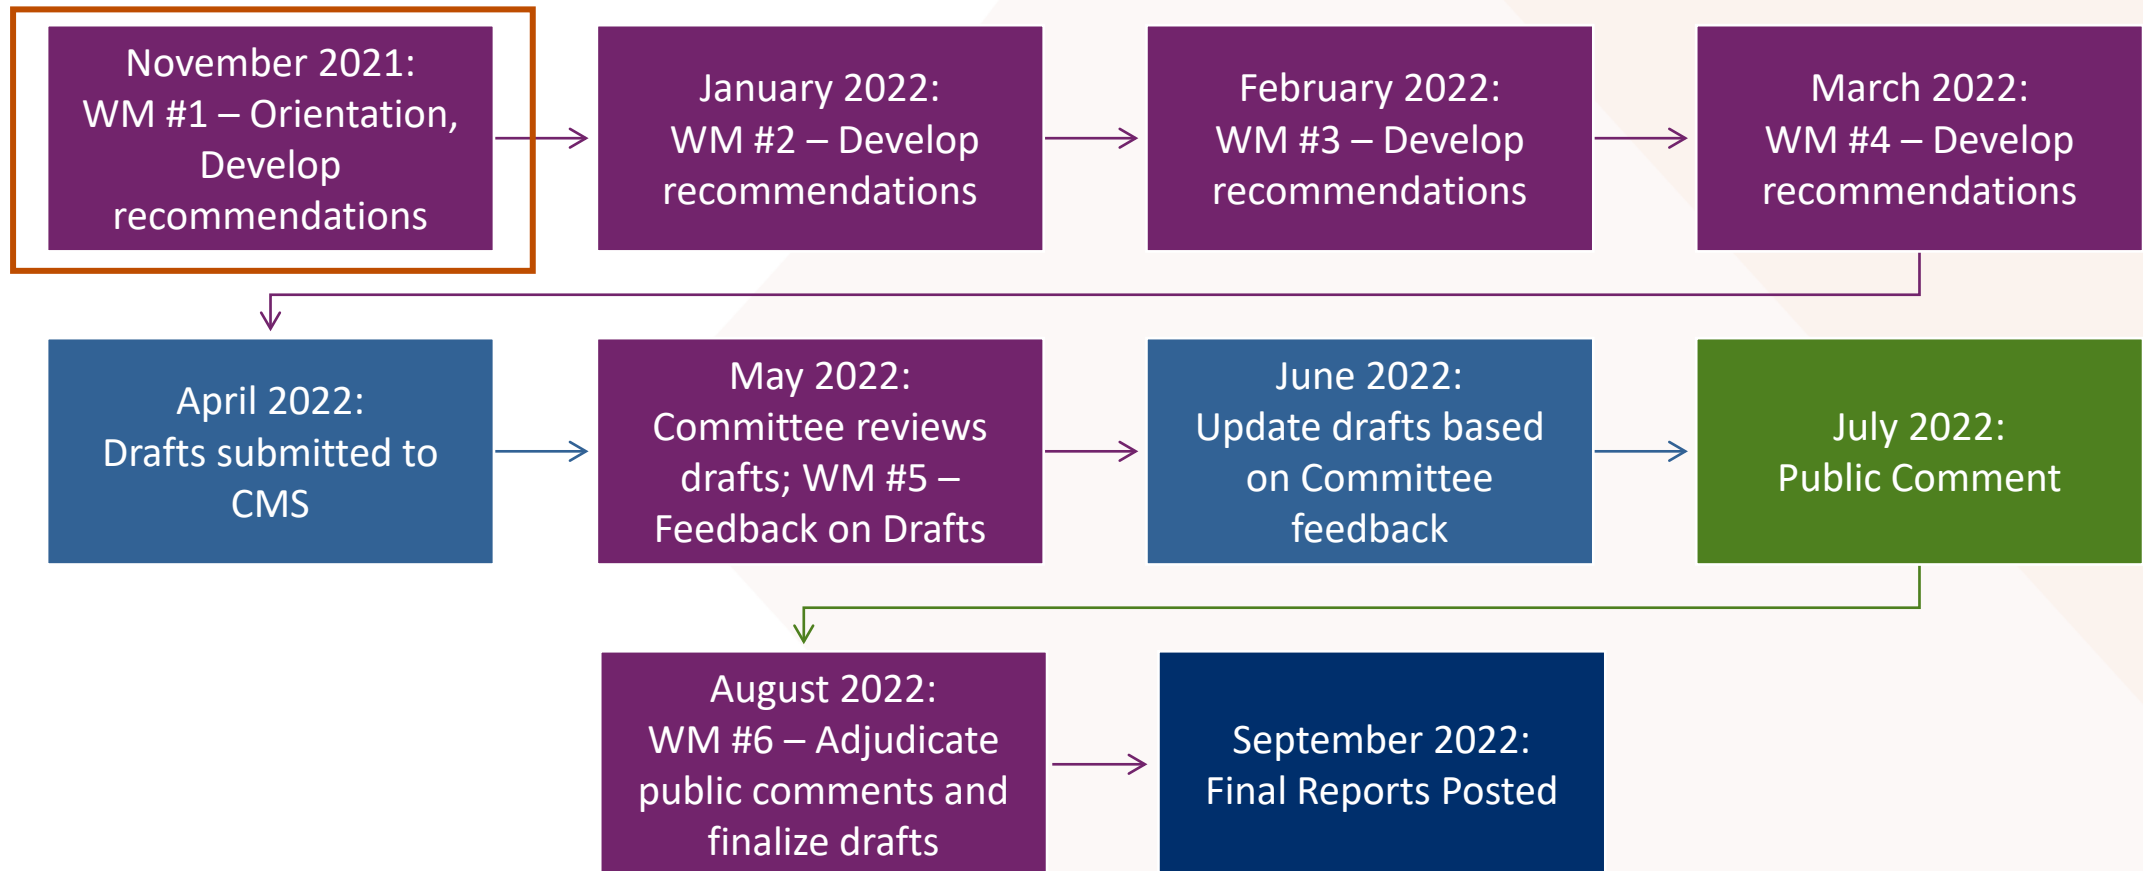 November 2021:
WM #1 – Orientation,
Develop
recommendations
January 2022:
WM #2 – Develop
recommendations
February 2022:
WM #3 – Develop
recommendations
March 2022:
WM #4 – Develop
recommendations
April 2022:
Drafts submitted to
CMS
May 2022:
Committee reviews
drafts; WM #5 –
Feedback on Drafts
June 2022:
Update drafts based
on Committee
feedback
July 2022:
Public Comment
August 2022:
WM #6 – Adjudicate
public comments and
finalize drafts
September 2022:
Final Reports Posted